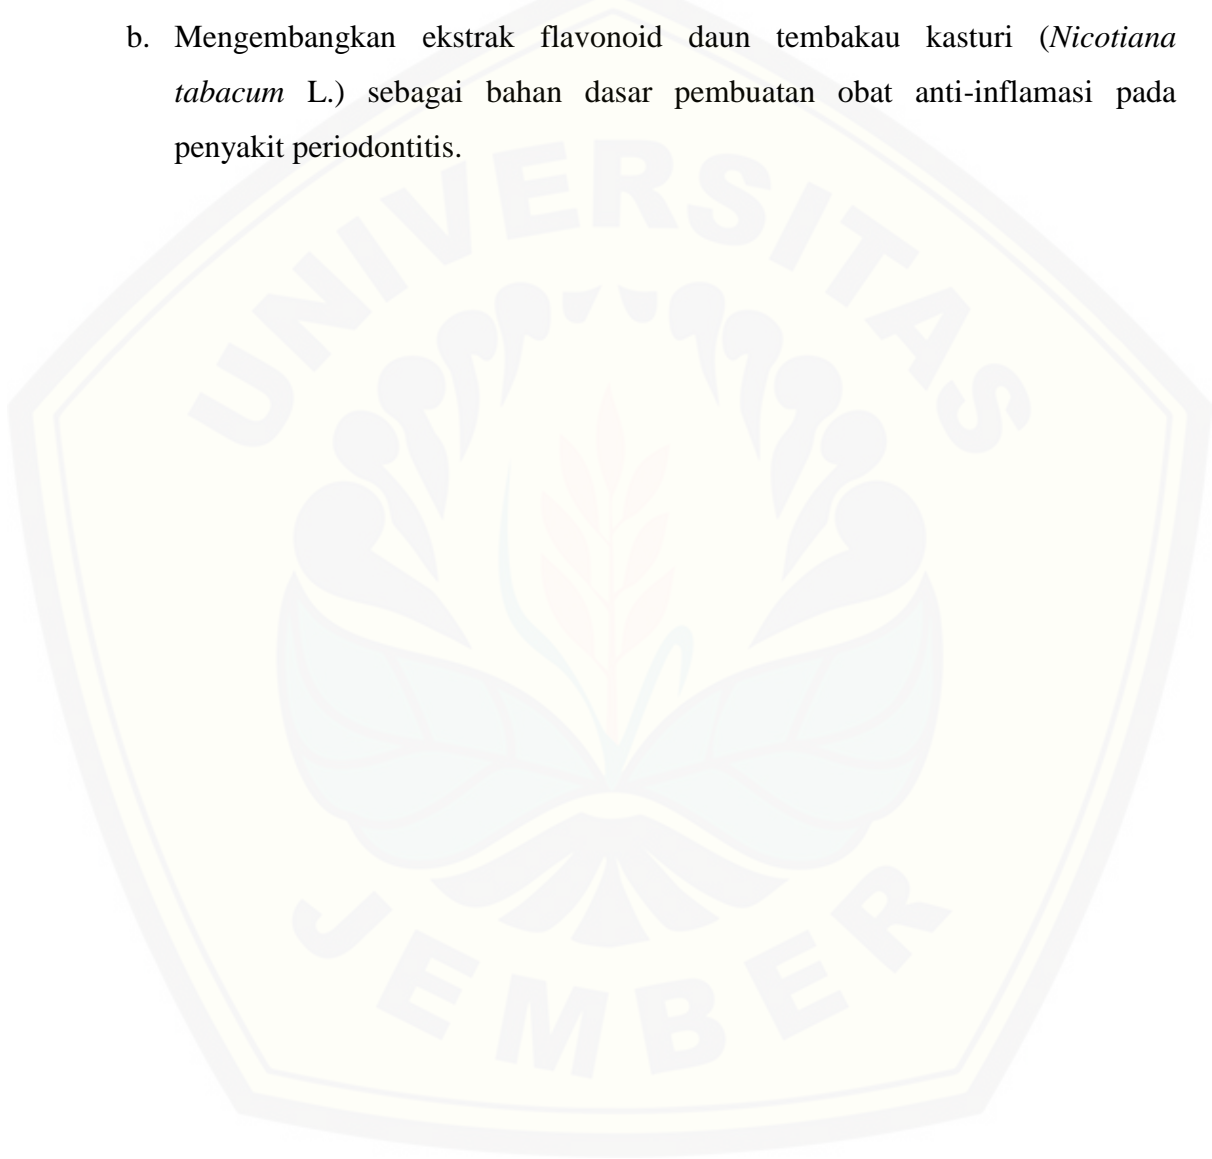 b. Mengembangkan ekstrak flavonoid daun tembakau kasturi (Nicotiana
tabacum L.) sebagai bahan dasar pembuatan obat anti-inflamasi pada
penyakit periodontitis.
UNIVERSITAS
JEMBER